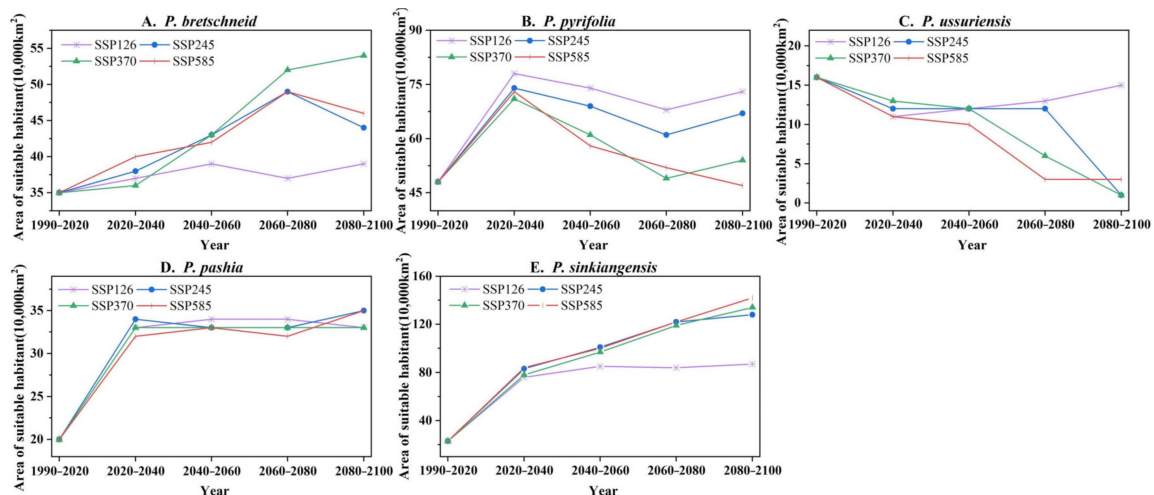 A. P. bretschneid
SSP126 SSP245
SSP370 SSP585
Area of suitable habitant(10,000km²)
55
50
45
40
35
1990–2020 2020–2040 2040–2060 2060–2080 2080–2100
Year
B. P. pyrifolia
SSP126 SSP245
SSP370 SSP585
Area of suitable habitant(10,000km²)
90
75
60
45
1990–2020 2020–2040 2040–2060 2060–2080 2080–2100
Year
C. P. ussuriensis
SSP126 SSP245
SSP370 SSP585
Area of suitable habitant(10,000km²)
20
15
10
5
0
1990–2020 2020–2040 2040–2060 2060–2080 2080–2100
Year
D. P. pashia
SSP126 SSP245
SSP370 SSP585
Area of suitable habitant(10,000km²)
35
30
25
20
1990–2020 2020–2040 2040–2060 2060–2080 2080–2100
Year
E. P. sinkiangensis
SSP126 SSP245
SSP370 SSP585
Area of suitable habitant(10,000km²)
160
120
80
40
1990–2020 2020–2040 2040–2060 2060–2080 2080–2100
Year